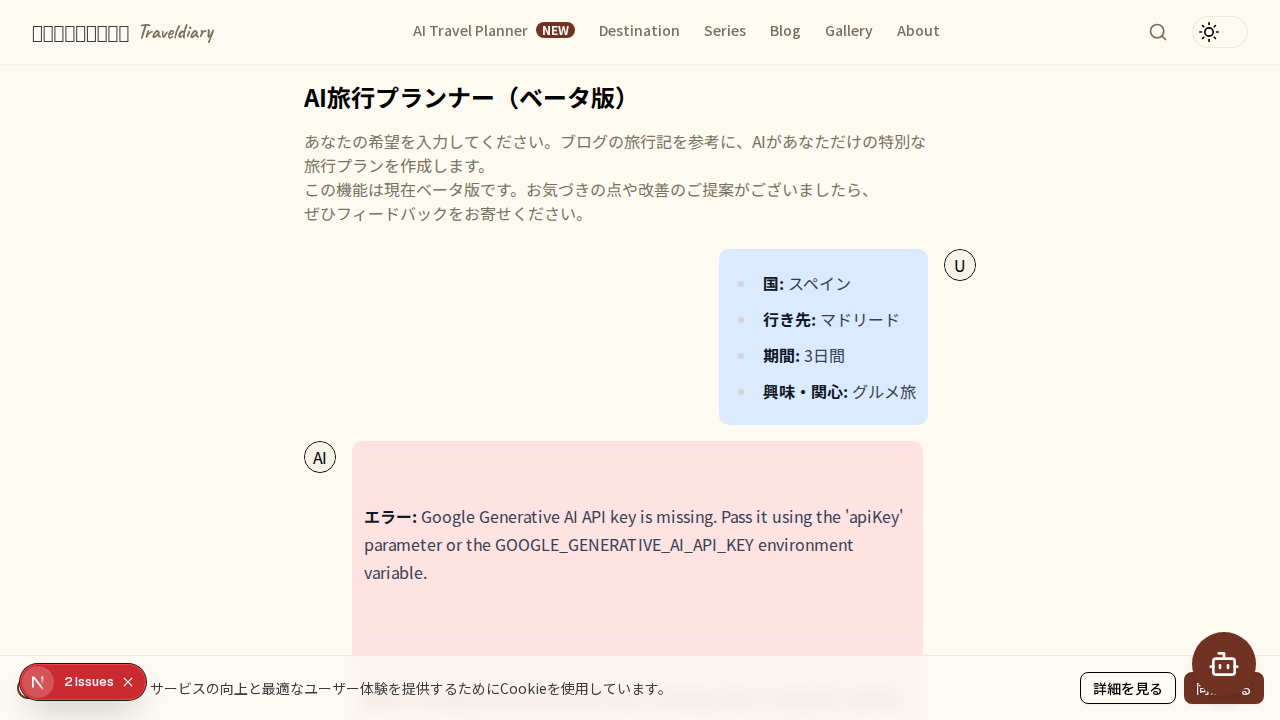 Traveldiary
AI Travel Planner NEW
Destination
Series
Blog
Gallery
About
AI旅行プランナー（ベータ版）
あなたの希望を入力してください。ブログの旅行記を参考に、AIがあなただけの特別な
旅行プランを作成します。
この機能は現在ベータ版です。お気づきの点や改善のご提案がございましたら、
ぜひフィードバックをお寄せください。
国: スペイン
行き先: マドリード
期間: 3日間
興味・関心: グルメ旅
U
AI
エラー: Google Generative AI API key is missing. Pass it using the 'apiKey'
parameter or the GOOGLE_GENERATIVE_AI_API_KEY environment
variable.
N 2 Issues
サービスの向上と最適なユーザー体験を提供するためにCookieを使用しています。
詳細を見る